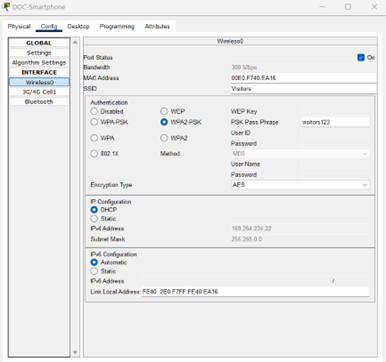 DOC-Smartphone
Physical Config Desktop Programming Attributes
GLOBAL
Settings
Algorithm Settings
INTERFACE
Wireless0
3G/4G Cell1
Bluetooth
Wireless0
Port Status On
Bandwidth 300 Mbps
MAC Address 00E0.F740.EA16
SSID Visitors
Authentication
Disabled WEP WEP Key
WPA-PSK WPA2-PSK PSK Pass Phrase visitors123
User ID
WPA WPA2 Password
802.1X Method: MD5
User Name
Password
Encryption Type AES
IP Configuration
DHCP
Static
IPv4 Address 169.254.234.22
Subnet Mask 255.255.0.0
IPv6 Configuration
Automatic
Static
IPv6 Address /
Link Local Address: FE80::2E0:F7FF:FE40:EA16